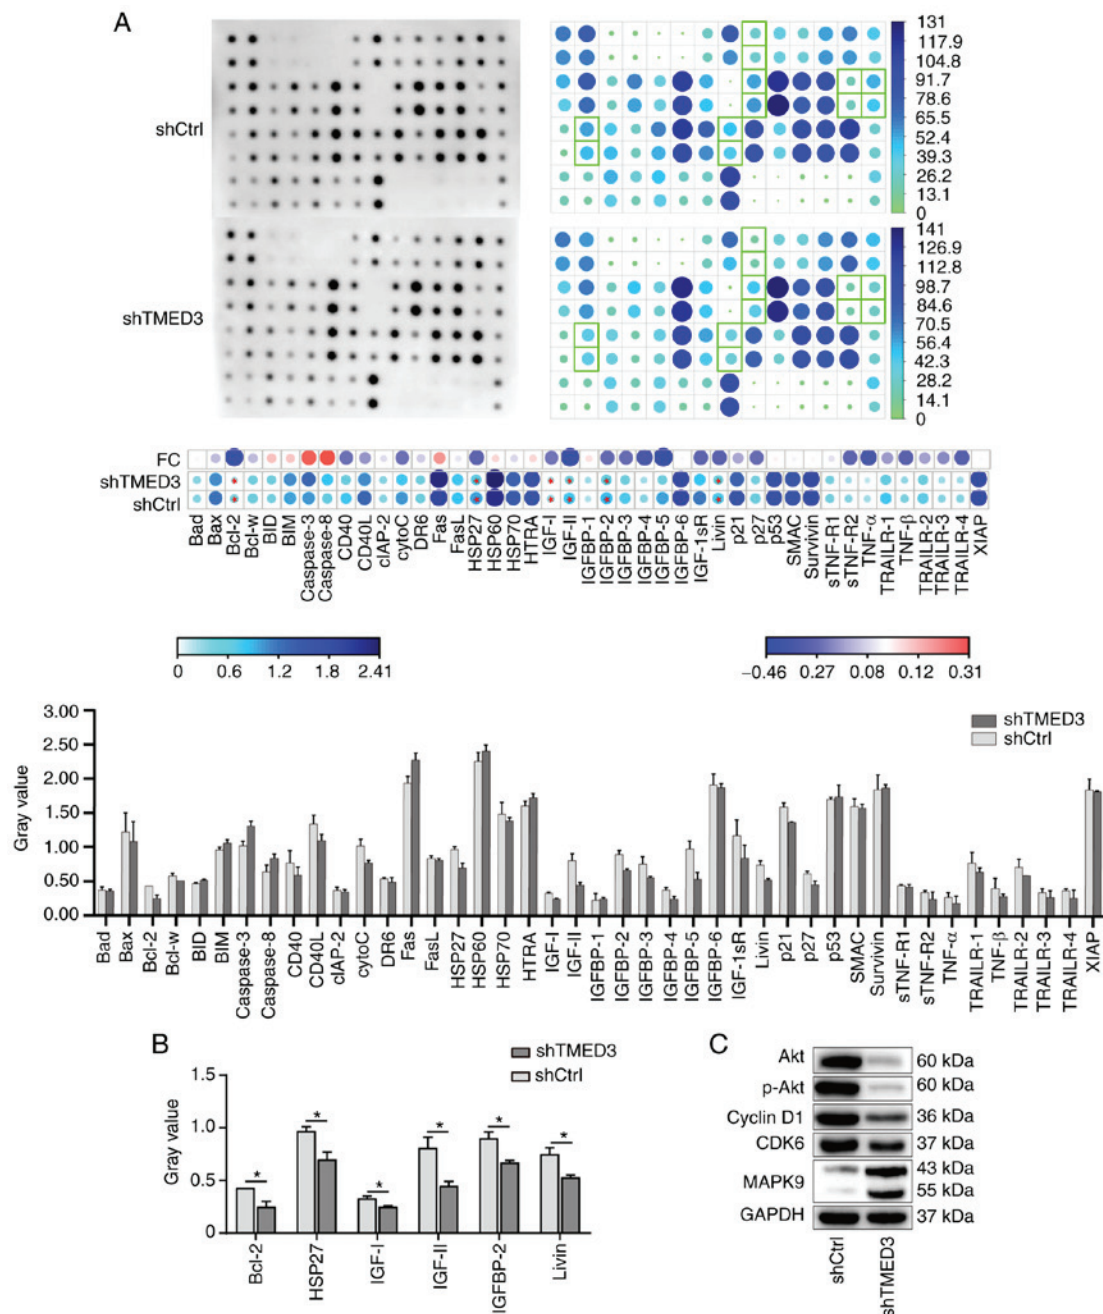 A
shCtrl
131
117.9
104.8
91.7
78.6
65.5
52.4
39.3
26.2
13.1
0
shTMED3
141
126.9
112.8
98.7
84.6
70.5
56.4
42.3
28.2
14.1
0
FC
shTMED3
shCtrl
Bad
Bax
Bcl-2
Bcl-w
BID
BIM
Caspase-3
Caspase-8
CD40
CD40L
cIAP-2
cytoC
DR6
Fas
FasL
HSP27
HSP60
HSP70
HTRA
IGF-I
IGF-II
IGFBP-1
IGFBP-2
IGFBP-3
IGFBP-4
IGFBP-5
IGFBP-6
IGF-1sR
Livin
p21
p27
p53
SMAC
Survivin
sTNF-R1
sTNF-R2
TNF-α
TRAILR-1
TNF-β
TRAILR-2
TRAILR-3
TRAILR-4
XIAP
0 0.6 1.2 1.8 2.41
−0.46 0.27 0.08 0.12 0.31
Gray value
3.00
2.50
2.00
1.50
1.00
0.50
0.00
shTMED3
shCtrl
Bad
Bax
Bcl-2
Bcl-w
BID
BIM
Caspase-3
Caspase-8
CD40
CD40L
cIAP-2
cytoC
DR6
Fas
FasL
HSP27
HSP60
HSP70
HTRA
IGF-I
IGF-II
IGFBP-1
IGFBP-2
IGFBP-3
IGFBP-4
IGFBP-5
IGFBP-6
IGF-1sR
Livin
p21
p27
p53
SMAC
Survivin
sTNF-R1
sTNF-R2
TNF-α
TRAILR-1
TNF-β
TRAILR-2
TRAILR-3
TRAILR-4
XIAP
B
Gray value
1.5
1.0
0.5
0
shTMED3
shCtrl
* * * * * *
Bcl-2
HSP27
IGF-I
IGF-II
IGFBP-2
Livin
C
Akt 60 kDa
p-Akt 60 kDa
Cyclin D1 36 kDa
CDK6 37 kDa
MAPK9 43 kDa
55 kDa
GAPDH 37 kDa
shCtrl
shTMED3